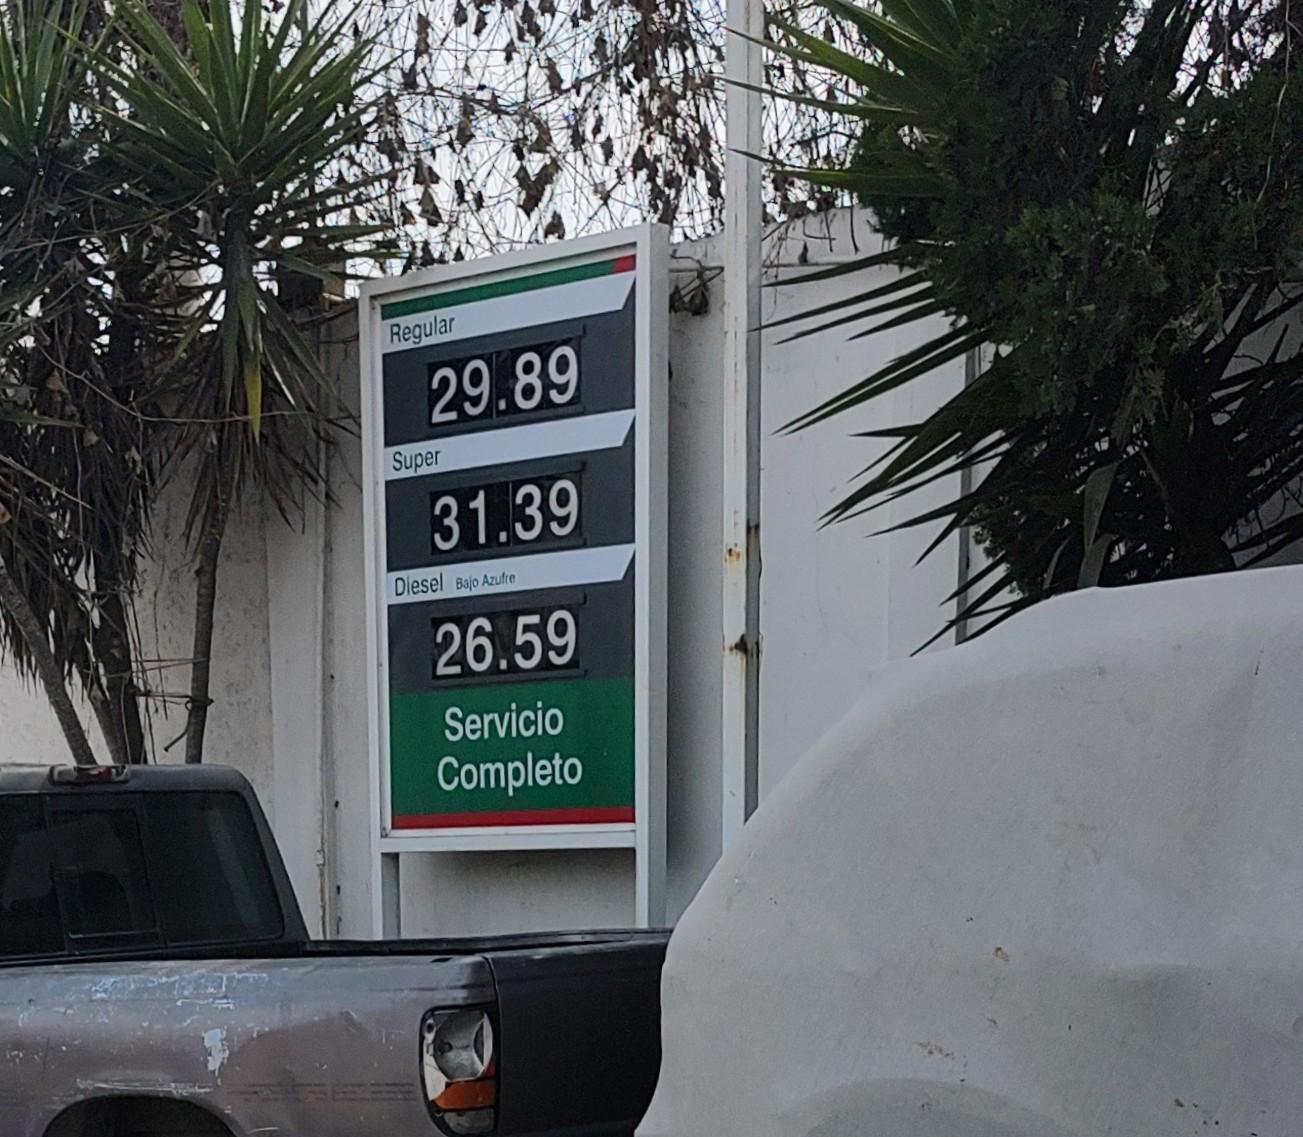 Regular
29.89
Super
31.39
Diesel Bajo Azufre
26.59
Servicio
Completo